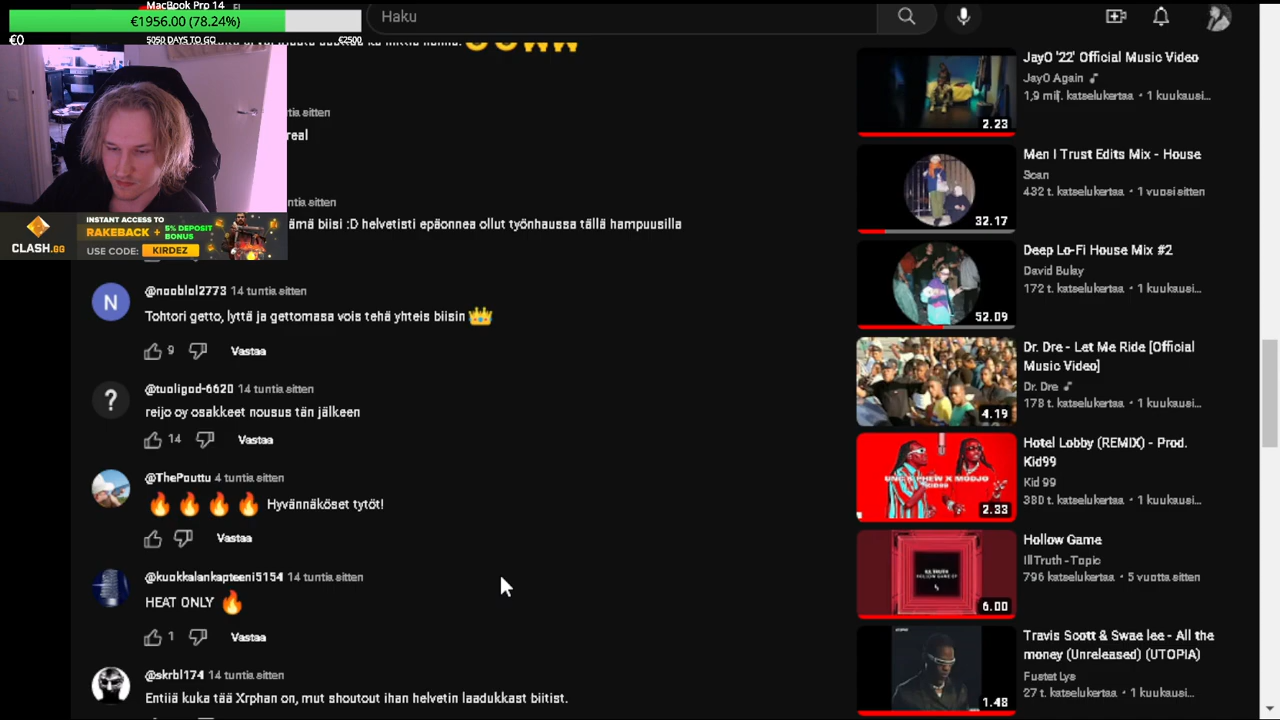 MacBook Pro 14
€1956.00 (78.24%)
€0
5050 DAYS TO GO
€2500
Haku
real
tia sitten
INSTANT ACCESS TO
RAKEBACK +
5% DEPOSIT
BONUS
USE CODE:
KIRDEZ
CLASH.GG
ämä biisi :D helvetisti epäonnea ollut työnhaussa tällä hampuusilla
N
@nooblol2773 14 tuntia sitten
Tohtori getto, lyttä ja gettomasa vois tehä yhteis biisin 👑
9
Vastaa
?
@tuoligod-6620 14 tuntia sitten
reijo oy osakkeet nousus tän jälkeen
14
Vastaa
@ThePouttu 4 tuntia sitten
🔥🔥🔥🔥 Hyvännäköset tytöt!
Vastaa
@kuokkalankapteeni5154 14 tuntia sitten
HEAT ONLY 🔥
1
Vastaa
@skrbl174 14 tuntia sitten
Entiiä kuka tää Xrphan on, mut shoutout ihan helvetin laadukkast biitist.
JayO '22' Official Music Video
JayO Again
1,9 milj. katselukertaa • 1 kuukausi...
2.23
Men I Trust Edits Mix - House
Scan
432 t. katselukertaa • 1 vuosi sitten
32.17
Deep Lo-Fi House Mix #2
David Bulay
172 t. katselukertaa • 1 kuukausi...
52.09
Dr. Dre - Let Me Ride [Official
Music Video]
Dr. Dre
178 t. katselukertaa • 1 kuukausi...
4.19
Hotel Lobby (REMIX) - Prod.
Kid99
Kid 99
380 t. katselukertaa • 1 kuukausi...
2.33
Hollow Game
Ill Truth - Topic
796 katselukertaa • 5 vuotta sitten
6.00
Travis Scott & Swae lee - All the
money (Unreleased) (UTOPIA)
Fustet Lys
27 t. katselukertaa • 1 kuukausi...
1.48